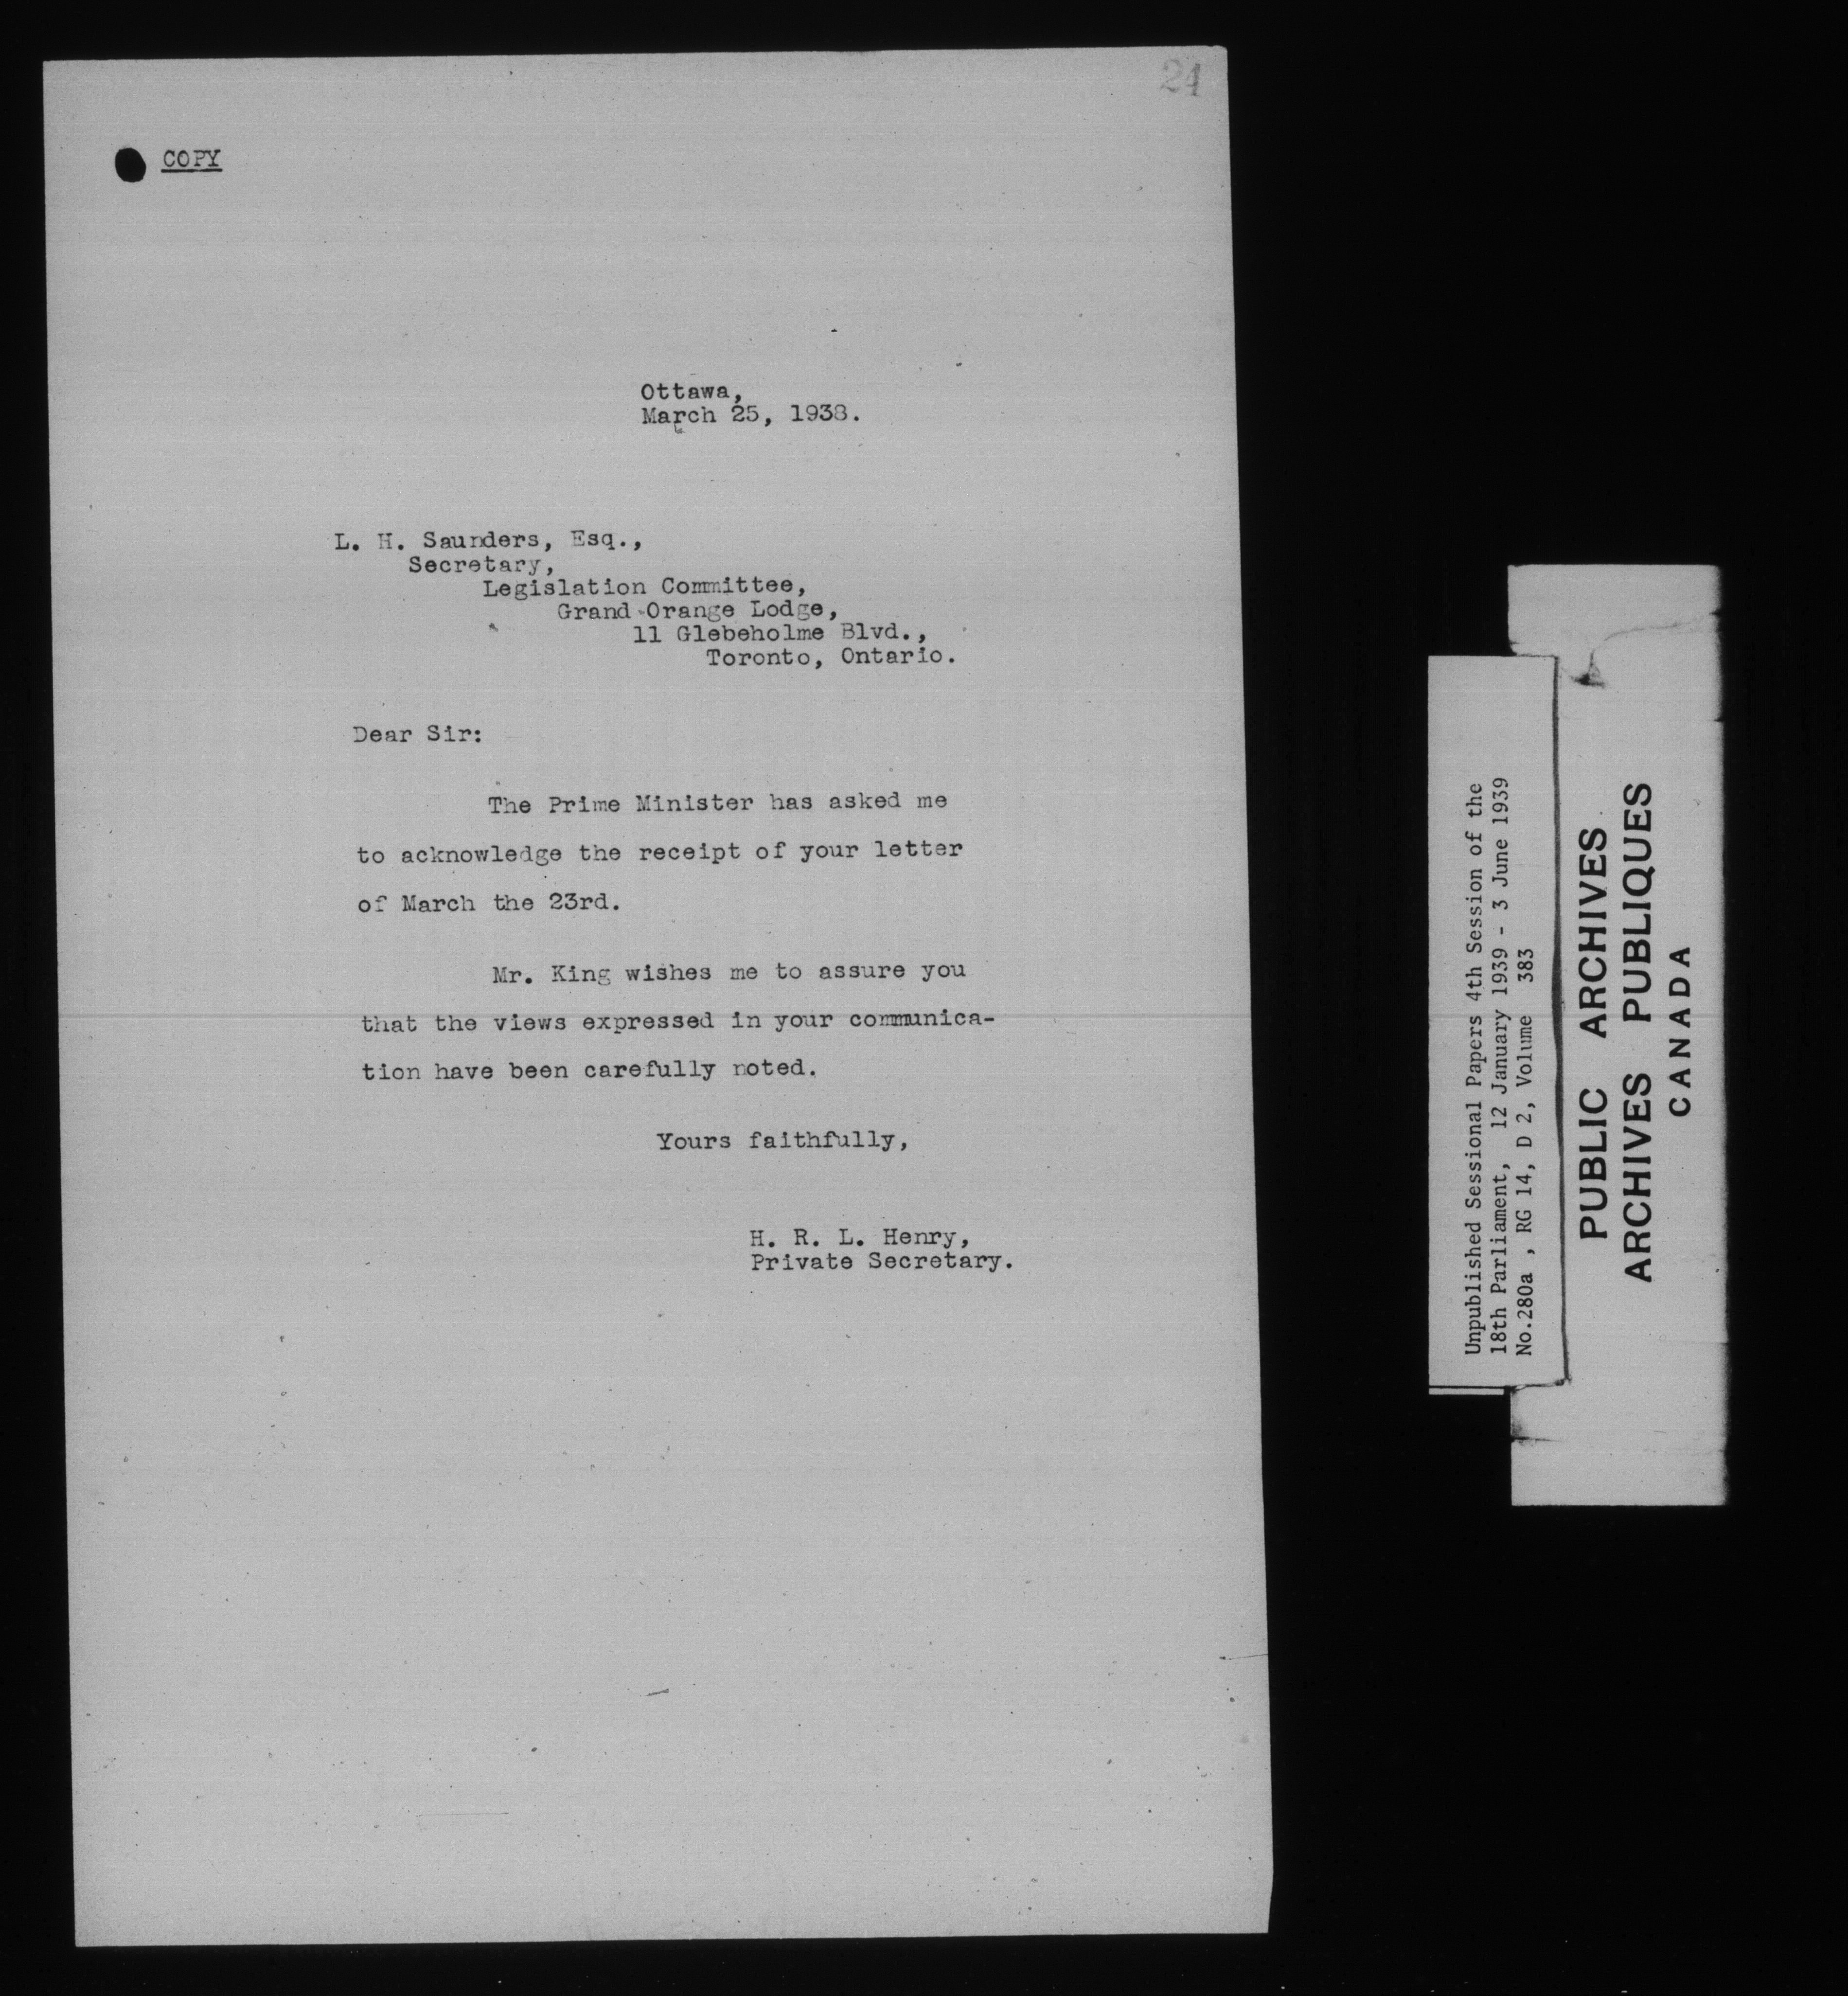 24
COPY
Ottawa,
March 25, 1938.
L. H. Saunders, Esq.,
Secretary,
Legislation Committee,
Grand Orange Lodge,
11 Glebeholme Blvd.,
Toronto, Ontario.
Dear Sir:
The Prime Minister has asked me
to acknowledge the receipt of your letter
of March the 23rd.
Mr. King wishes me to assure you
that the views expressed in your communica-
tion have been carefully noted.
Yours faithfully,
H. R. L. Henry,
Private Secretary.
Unpublished Sessional Papers 4th Session of the
18th Parliament, 12 January 1939 - 3 June 1939
No.280a , RG 14, D 2, Volume 383
PUBLIC ARCHIVES
ARCHIVES PUBLIQUES
CANADA